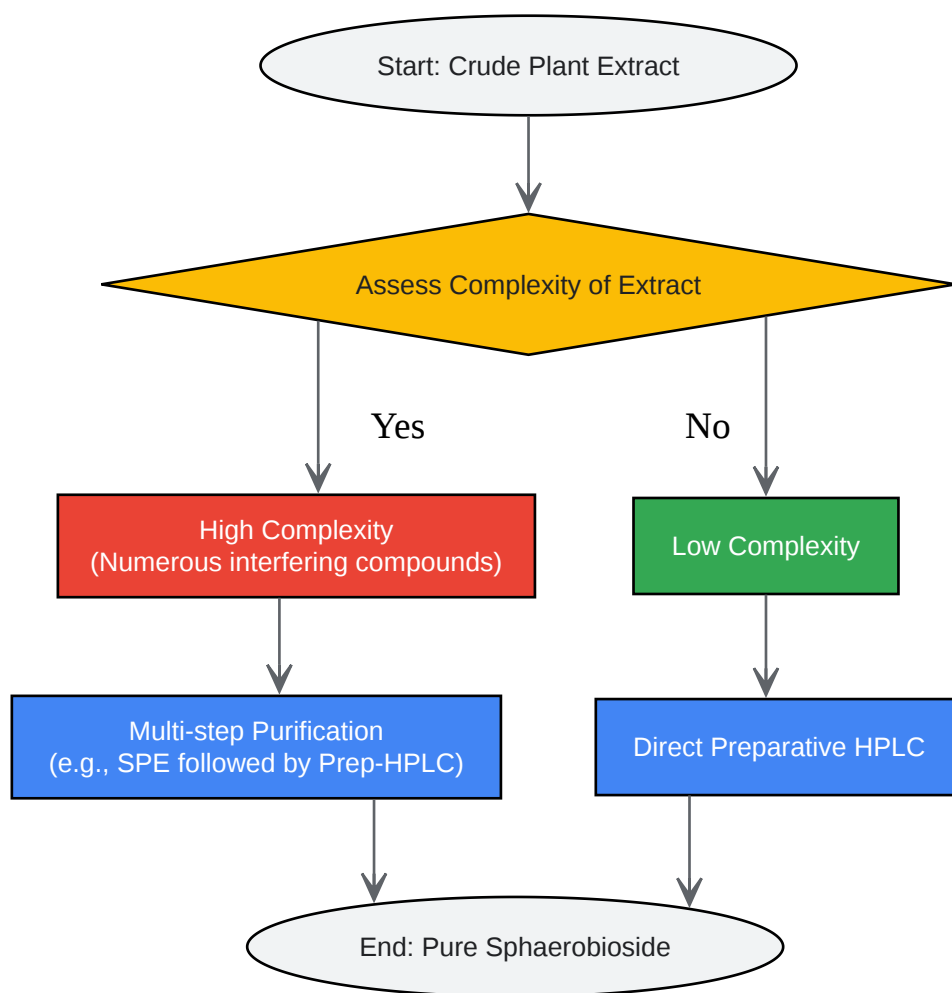 Start: Crude Plant Extract
Assess Complexity of Extract
Yes
No
High Complexity
(Numerous interfering compounds)
Low Complexity
Multi-step Purification
(e.g., SPE followed by Prep-HPLC)
Direct Preparative HPLC
End: Pure Sphaerobioside